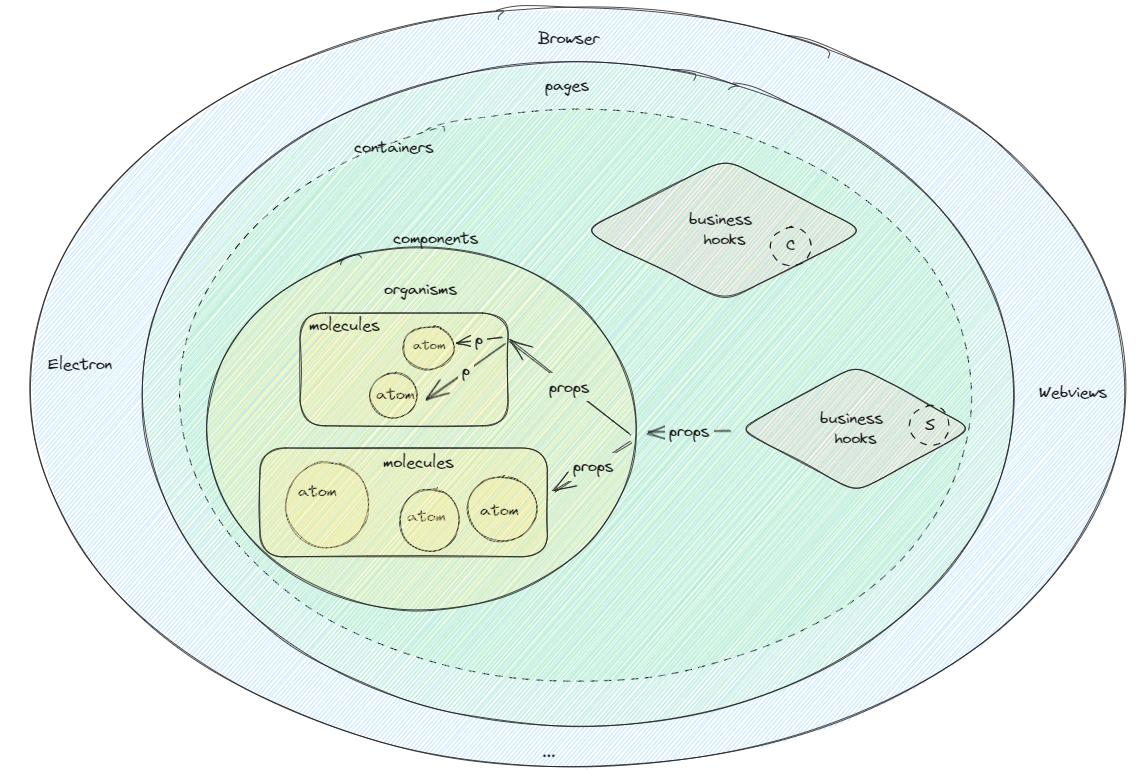 Browser
pages
containers
business
hooks
C
components
organisms
molecules
atom
p
p
atom
props
Electron
Webviews
business
hooks
S
props
molecules
props
atom
atom
atom
...